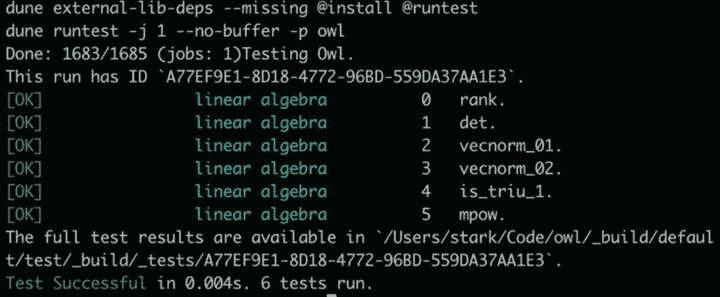 dune external-lib-deps --missing @install @runtest
dune runtest -j 1 --no-buffer -p owl
Done: 1683/1685 (jobs: 1)Testing Owl.
This run has ID `A77EF9E1-8D18-4772-96BD-559DA37AA1E3`.
[OK] linear algebra 0 rank.
[OK] linear algebra 1 det.
[OK] linear algebra 2 vecnorm_01.
[OK] linear algebra 3 vecnorm_02.
[OK] linear algebra 4 is_triu_1.
[OK] linear algebra 5 mpow.
The full test results are available in `/Users/stark/Code/owl/_build/defaul
t/test/_build/_tests/A77EF9E1-8D18-4772-96BD-559DA37AA1E3`.
Test Successful in 0.004s. 6 tests run.